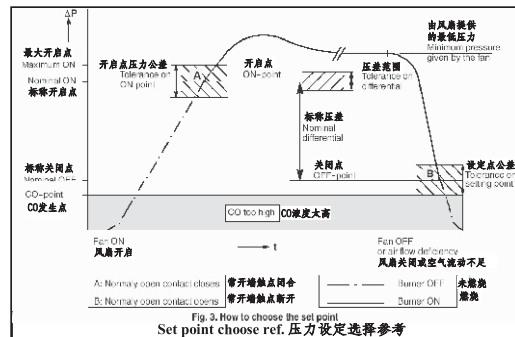 ΔP
最大开启点
Maximum ON
Nominal ON
标称开启点
开启点压力公差
Tolerance on
ON point
A
开启点
ON-point
由风扇提供
的最低压力
Minimum pressure
given by the fan
压差范围
Tolerance on
differential
标称压差
Nominal
differential
标称关闭点
Nominal OFF
CO-point
CO发生点
关闭点
OFF-point
B
设定点公差
Tolerance on
setting point
CO too high CO浓度太高
Fan ON
风扇开启
t
Fan OFF
or airflow deficiency
风扇关闭或空气流动不足
A: Normaly open contact closes 常开端触点闭合
B: Normaly open contact opens 常开端触点断开
Burner OFF 未燃烧
Burner ON 燃烧
Fig. 3. How to choose the set point
Set point choose ref. 压力设定选择参考